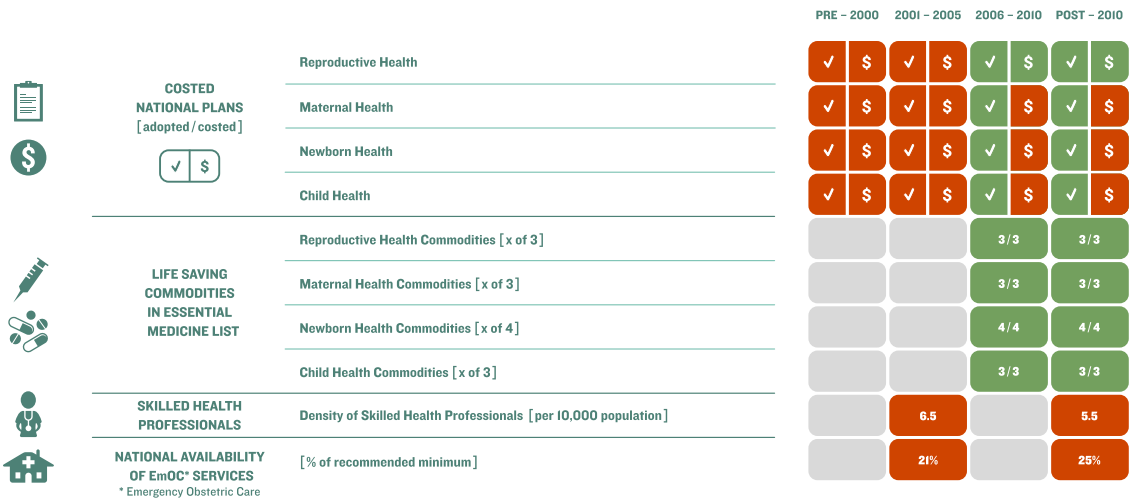 PRE – 2000 2001 – 2005 2006 – 2010 POST – 2010
COSTED
NATIONAL PLANS
[adopted / costed]
✓ $
Reproductive Health ✓ $ ✓ $ ✓ $ ✓ $
Maternal Health ✓ $ ✓ $ ✓ $ ✓ $
Newborn Health ✓ $ ✓ $ ✓ $ ✓ $
Child Health ✓ $ ✓ $ ✓ $ ✓ $
LIFE SAVING
COMMODITIES
IN ESSENTIAL
MEDICINE LIST
Reproductive Health Commodities [x of 3] 3 / 3 3 / 3
Maternal Health Commodities [x of 3] 3 / 3 3 / 3
Newborn Health Commodities [x of 4] 4 / 4 4 / 4
Child Health Commodities [x of 3] 3 / 3 3 / 3
SKILLED HEALTH
PROFESSIONALS
Density of Skilled Health Professionals [per 10,000 population] 6.5 5.5
NATIONAL AVAILABILITY
OF EmOC* SERVICES
* Emergency Obstetric Care
[% of recommended minimum] 21% 25%
$